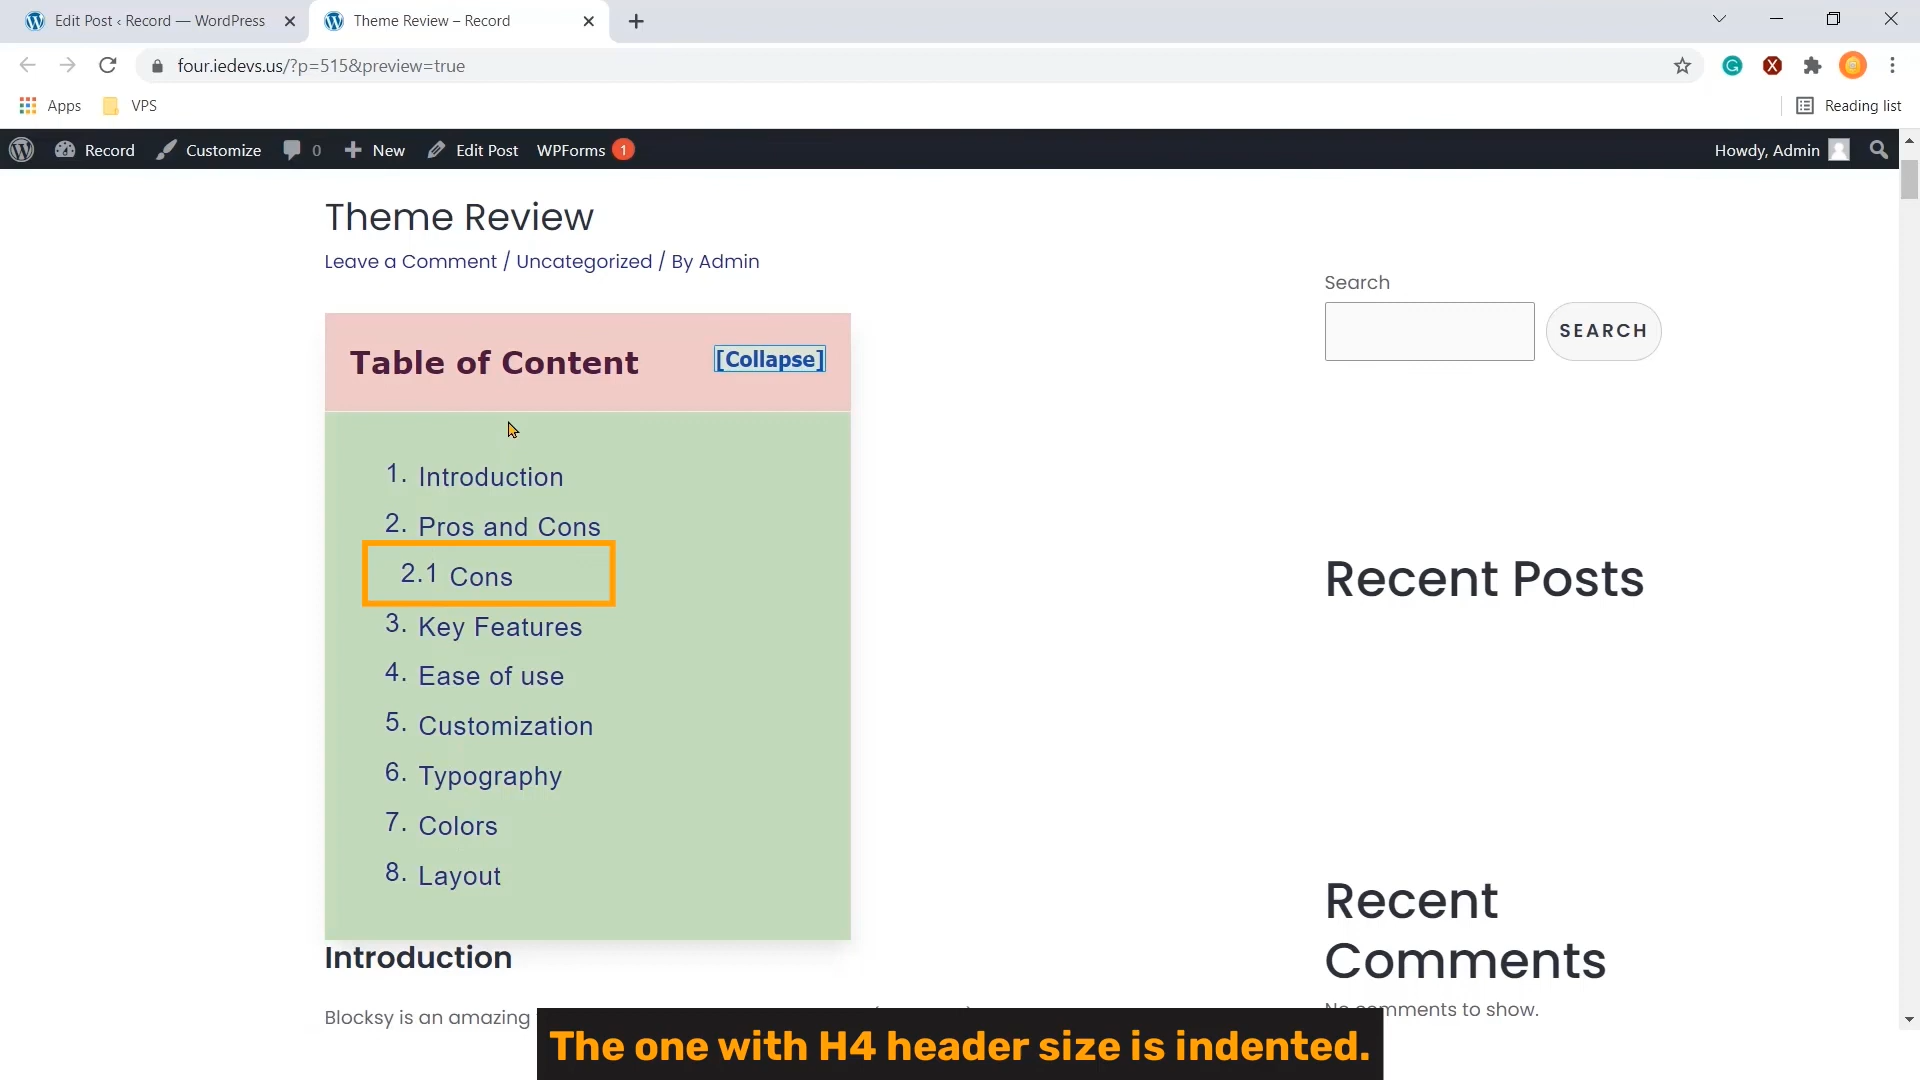 Edit Post ‹ Record — WordPress
Theme Review – Record
four.iedevs.us/?p=515&preview=true
Apps
VPS
Reading list
Record
Customize
0
New
Edit Post
WPForms
1
Howdy, Admin
Theme Review
Leave a Comment / Uncategorized / By Admin
Table of Content
[Collapse]
1. Introduction
2. Pros and Cons
2.1 Cons
3. Key Features
4. Ease of use
5. Customization
6. Typography
7. Colors
8. Layout
Introduction
Blocksy is an amazing
Search
SEARCH
Recent Posts
Recent
Comments
No comments to show.
The one with H4 header size is indented.